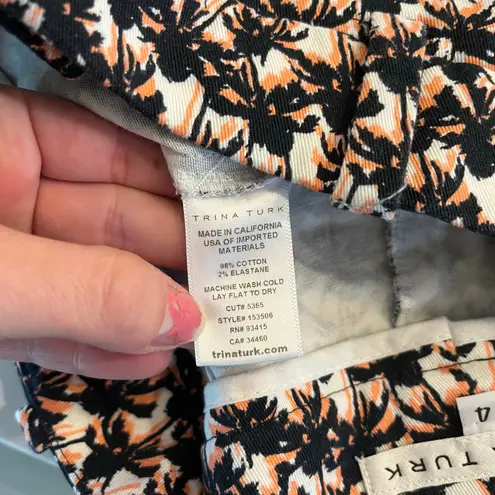 TRINA TURK
MADE IN CALIFORNIA
USA OF IMPORTED
MATERIALS
98% COTTON
2% ELASTANE
MACHINE WASH COLD
LAY FLAT TO DRY
CUT# 5365
STYLE# 153506
RN# 93415
CA# 34460
trinaturk.com
4
TURK